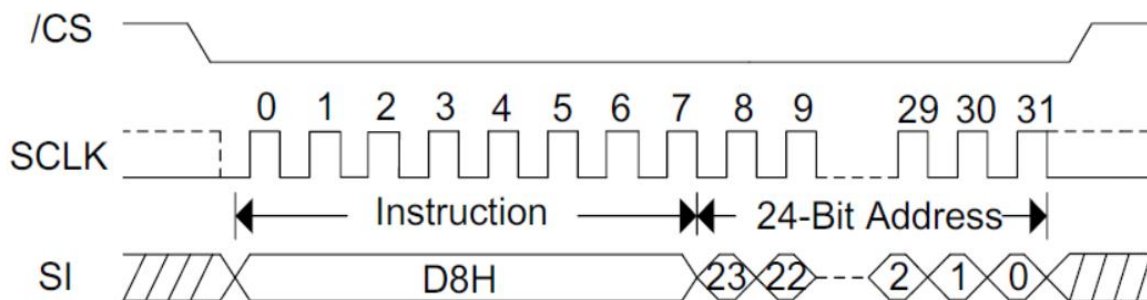 /CS
0 1 2 3 4 5 6 7 8 9 29 30 31
SCLK
Instruction 24-Bit Address
SI D8H 23 22 2 1 0